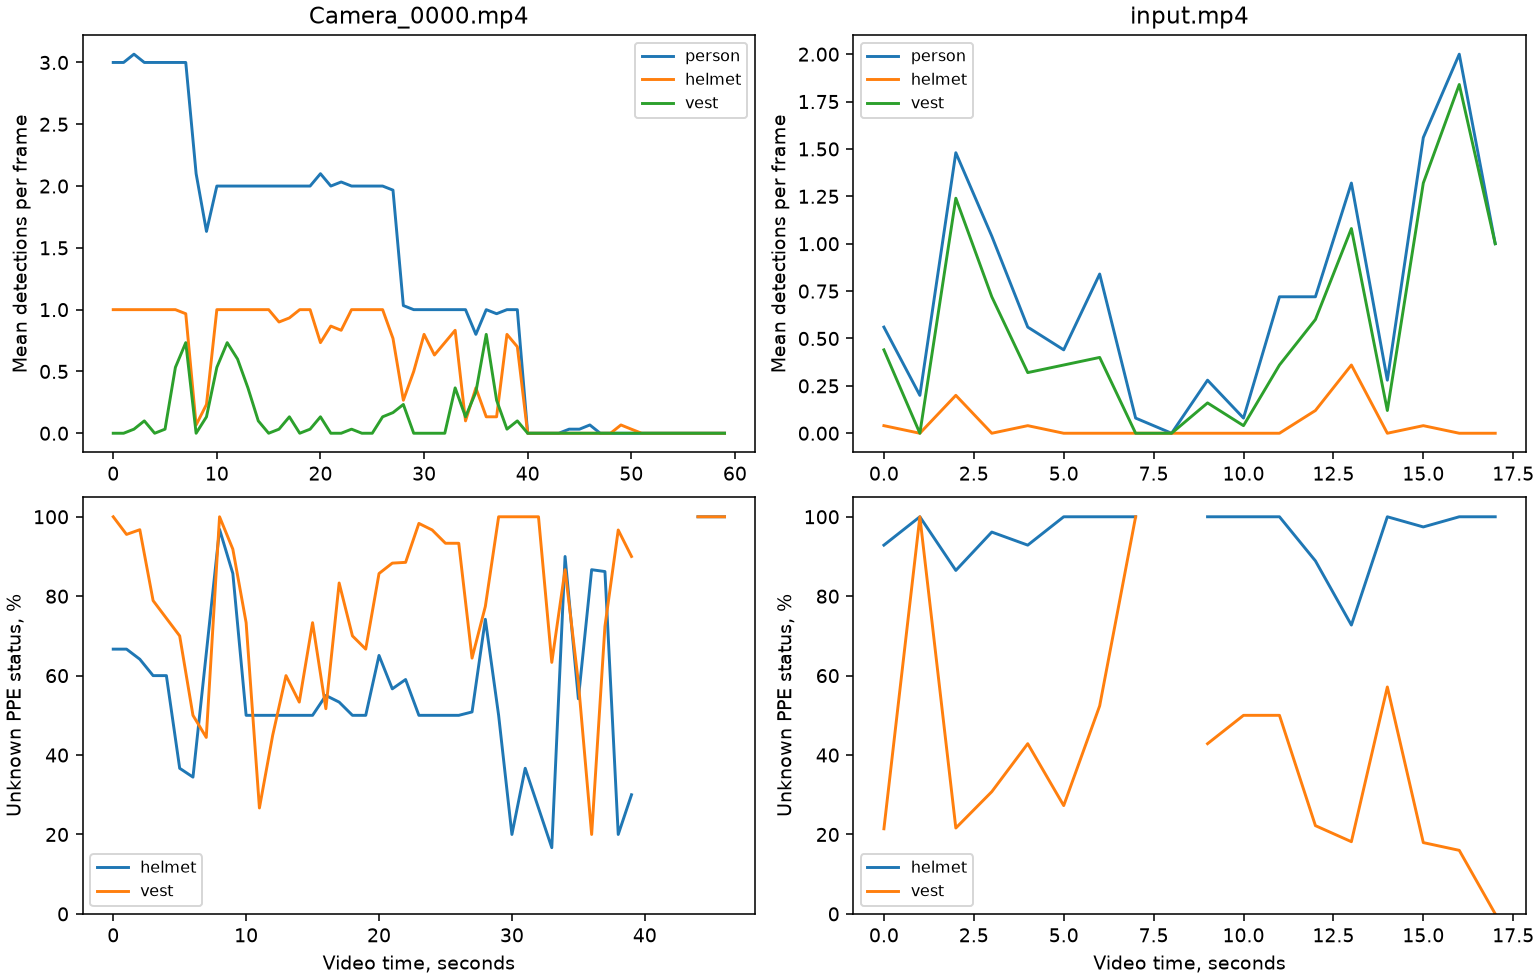 Camera_0000.mp4
Mean detections per frame
3.0
2.5
2.0
1.5
1.0
0.5
0.0
person
helmet
vest
0 10 20 30 40 50 60
input.mp4
Mean detections per frame
2.00
1.75
1.50
1.25
1.00
0.75
0.50
0.25
0.00
person
helmet
vest
0.0 2.5 5.0 7.5 10.0 12.5 15.0 17.5
Unknown PPE status, %
100
80
60
40
20
0
helmet
vest
0 10 20 30 40
Video time, seconds
Unknown PPE status, %
100
80
60
40
20
0
helmet
vest
0.0 2.5 5.0 7.5 10.0 12.5 15.0 17.5
Video time, seconds